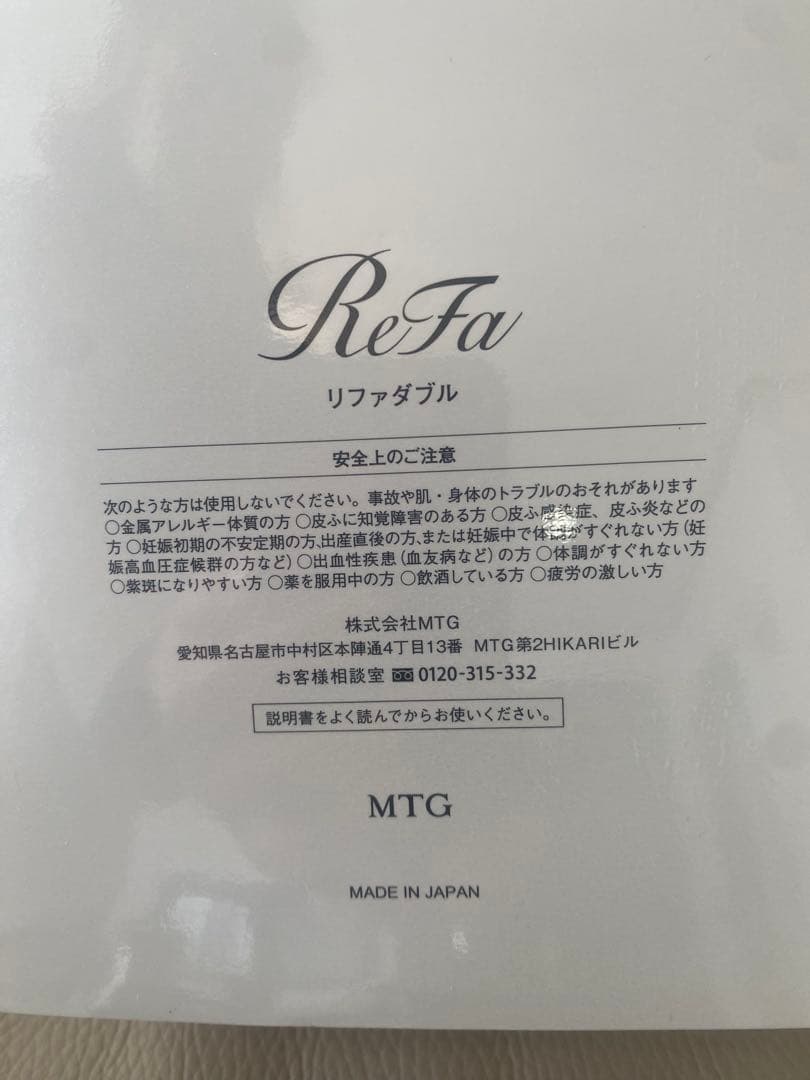 ReFa
リファダブル
安全上のご注意
次のような方は使用しないでください。事故や肌・身体のトラブルのおそれがあります
○金属アレルギー体質の方 ○皮ふに知覚障害のある方 ○皮ふ感染症、皮ふ炎などの
方 ○妊娠初期の不安定期の方、出産直後の方、または妊娠中で体調がすぐれない方（妊
娠高血圧症候群の方など）○出血性疾患（血友病など）の方 ○体調がすぐれない方
○紫斑になりやすい方 ○薬を服用中の方 ○飲酒している方 ○疲労の激しい方
株式会社MTG
愛知県名古屋市中村区本陣通4丁目13番 MTG第2HIKARIビル
お客様相談室 0120-315-332
説明書をよく読んでからお使いください。
MTG
MADE IN JAPAN